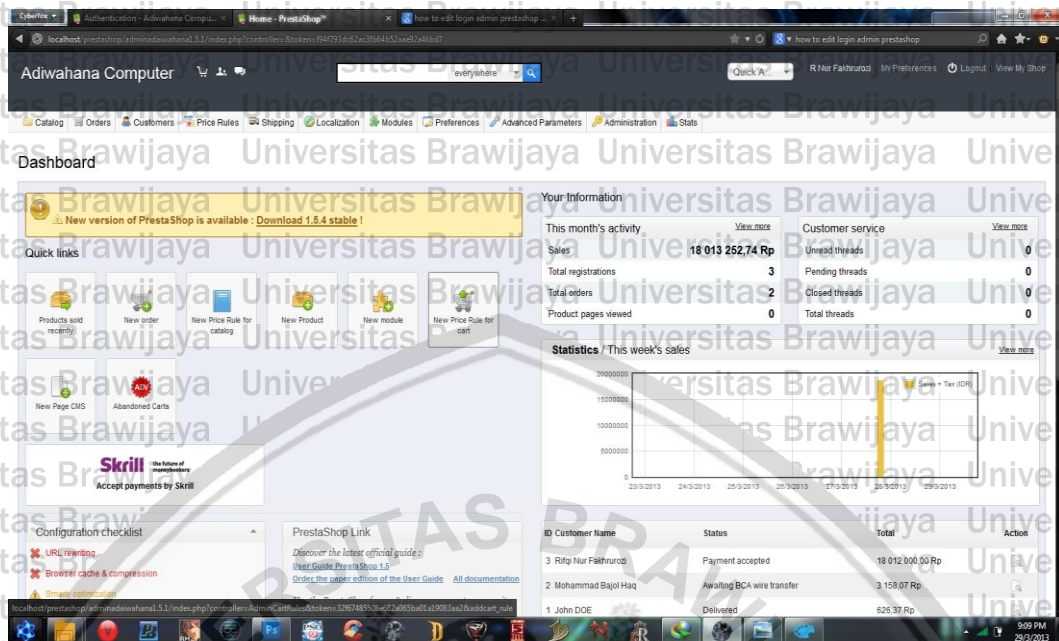 Cyberfox
Authentication - Adiwahana Compu...
Home - PrestaShop™
how to edit login admin prestashop ...
localhost/prestashop/adminadaiwahana1.5.1/index.php?controller=&token=f94f793dc62ac3fb64b52aae92a46bd7
how to edit login admin prestashop
Adiwahana Computer
everywhere
Quick A...
R Nur Fakhrurozi My Preferences Logout View My Shop
Catalog Orders Customers Price Rules Shipping Localization Modules Preferences Advanced Parameters Administration Stats
Dashboard
New version of PrestaShop is available : Download 1.5.4 stable !
Quick links
Products sold recently
New order
New Price Rule for catalog
New Product
New module
New Price Rule for cart
New Page CMS
Abandoned Carts
Skrill the future of moneybookers
Accept payments by Skrill
Configuration checklist
URL rewriting
Browser cache & compression
Smarty optimization
PrestaShop Link
Discover the latest official guide :
User Guide PrestaShop 1.5
Order the paper edition of the User Guide All documentation
Your Information
This month's activity View more
Sales 18 013 252,74 Rp
Total registrations 3
Total orders 2
Product pages viewed 0
Customer service View more
Unread threads 0
Pending threads 0
Closed threads 0
Total threads 0
Statistics / This week's sales View more
20000000
15000000
10000000
5000000
0
Sales + Tax (IDR)
23/3/2013 24/3/2013 25/3/2013 26/3/2013 27/3/2013 28/3/2013 29/3/2013
ID Customer Name Status Total Action
3 Rifqi Nur Fakhrurozi Payment accepted 18 012 000,00 Rp
2 Mohammad Bajol Haq Awaiting BCA wire transfer 3 158,07 Rp
1 John DOE Delivered 626,37 Rp
localhost/prestashop/adminadaiwahana1.5.1/index.php?controller=AdminCartRules&token=32f67485508e682a065ba01a19083aa2&addcart_rule
9:09 PM
29/3/2013
Universitas Brawijaya
UNIVERSITAS BRAWIJAYA